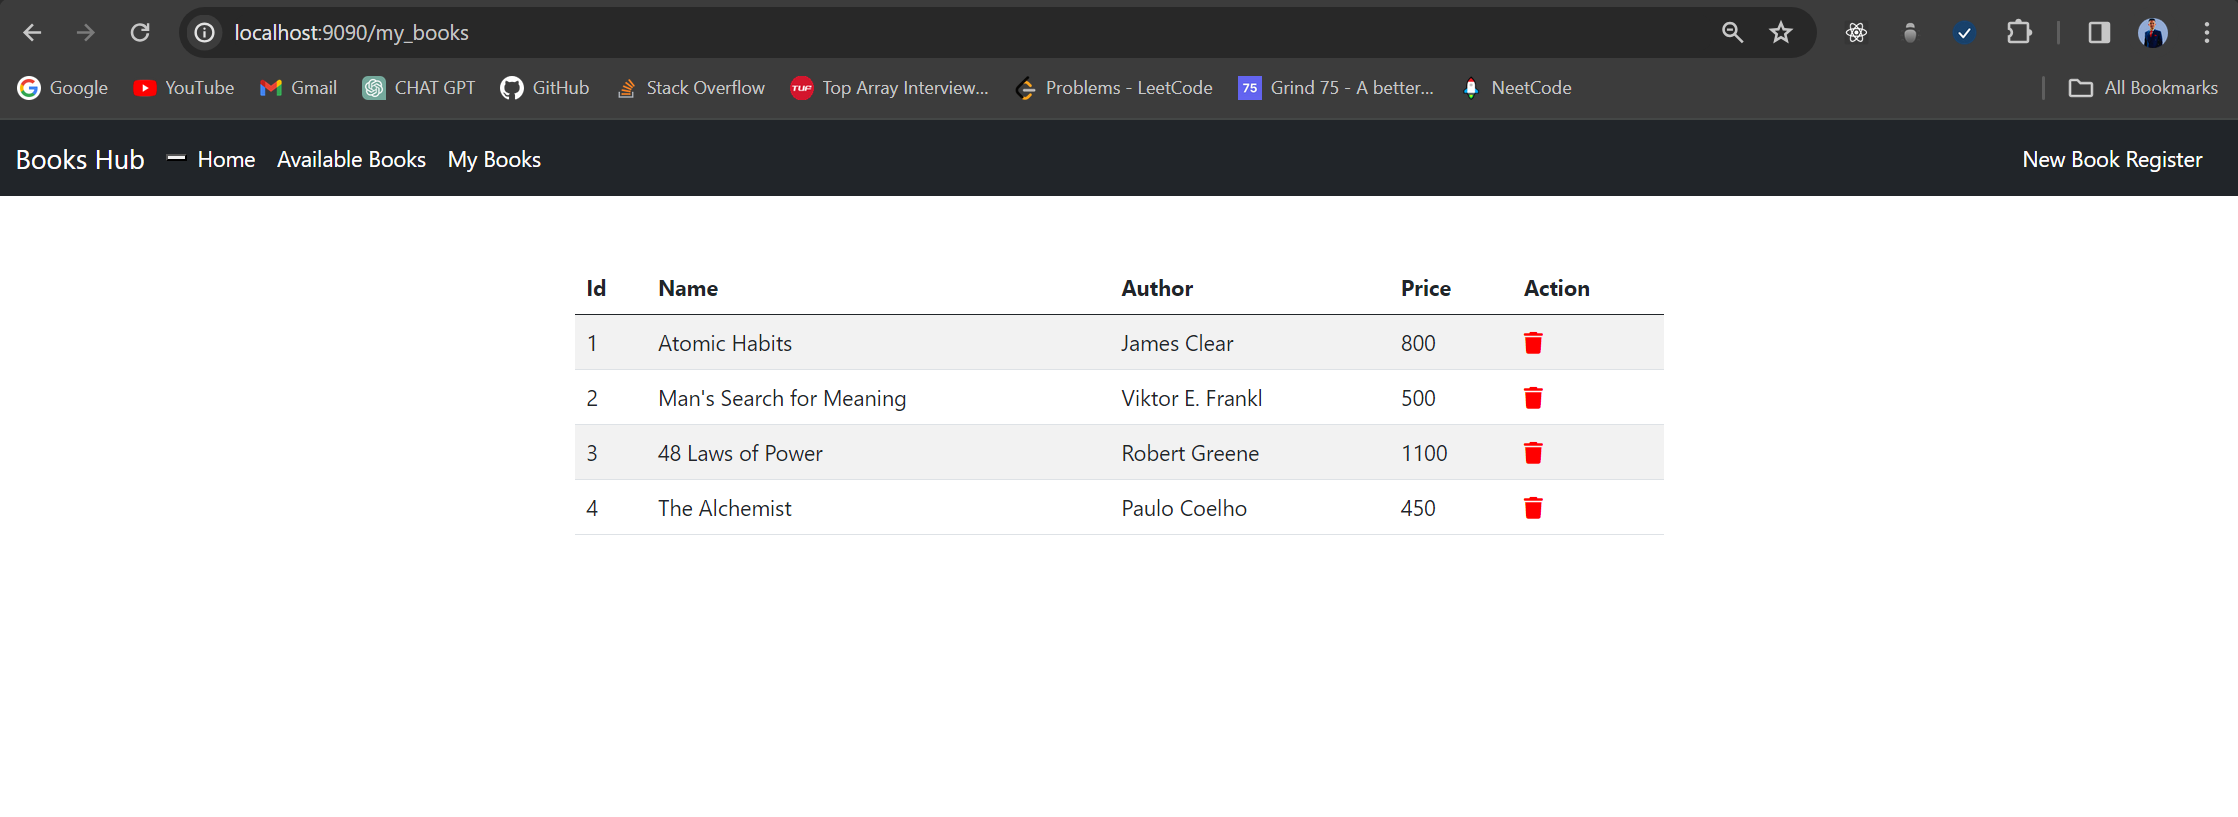 localhost:9090/my_books
Google YouTube Gmail CHAT GPT GitHub Stack Overflow TUF Top Array Interview... Problems - LeetCode 75 Grind 75 - A better... NeetCode All Bookmarks
Books Hub Home Available Books My Books New Book Register
Id Name Author Price Action
1 Atomic Habits James Clear 800
2 Man's Search for Meaning Viktor E. Frankl 500
3 48 Laws of Power Robert Greene 1100
4 The Alchemist Paulo Coelho 450